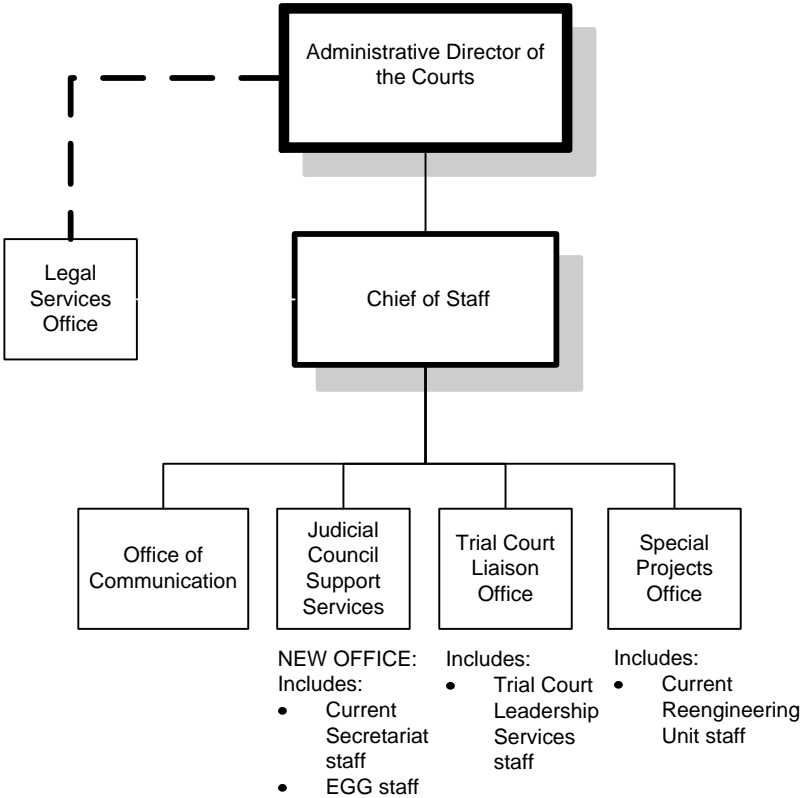 Administrative Director of
the Courts
Legal
Services
Office
Chief of Staff
Office of
Communication
Judicial
Council
Support
Services
Trial Court
Liaison
Office
Special
Projects
Office
NEW OFFICE:
Includes:
• Current
Secretariat
staff
• EGG staff
Includes:
• Trial Court
Leadership
Services
staff
Includes:
• Current
Reengineering
Unit staff